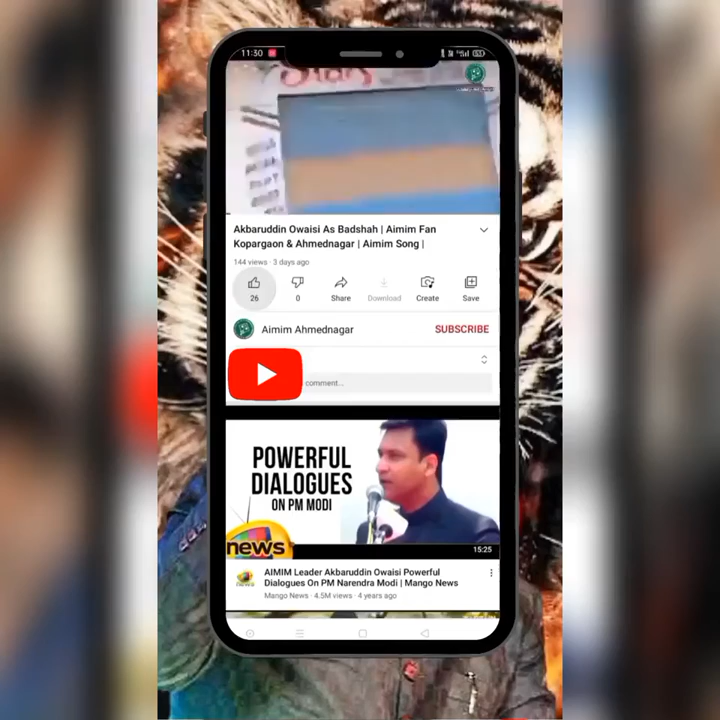 11:30
Akbaruddin Owaisi As Badshah | Aimim Fan
Kopargaon & Ahmednagar | Aimim Song |
144 views · 3 days ago
26
0
Share
Download
Create
Save
Aimim Ahmednagar
SUBSCRIBE
comment...
POWERFUL
DIALOGUES
ON PM MODI
news
15:25
AIMIM Leader Akbaruddin Owaisi Powerful
Dialogues On PM Narendra Modi | Mango News
Mango News · 4.5M views · 4 years ago